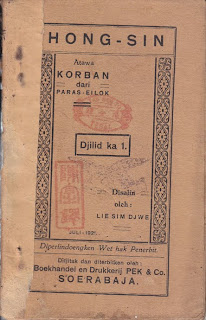 HONG-SIN
Atawa
KORBAN
dari
PARAS-EILOK
Djilid ka 1.
Disalin
oleh:
LIE SIM DJWE
Diperlindoengken Wet hak Penerbit.
Ditjitak dan diterbitken oleh:
Boekhandel en Drukkerij PEK & Co.
SOERABAJA.